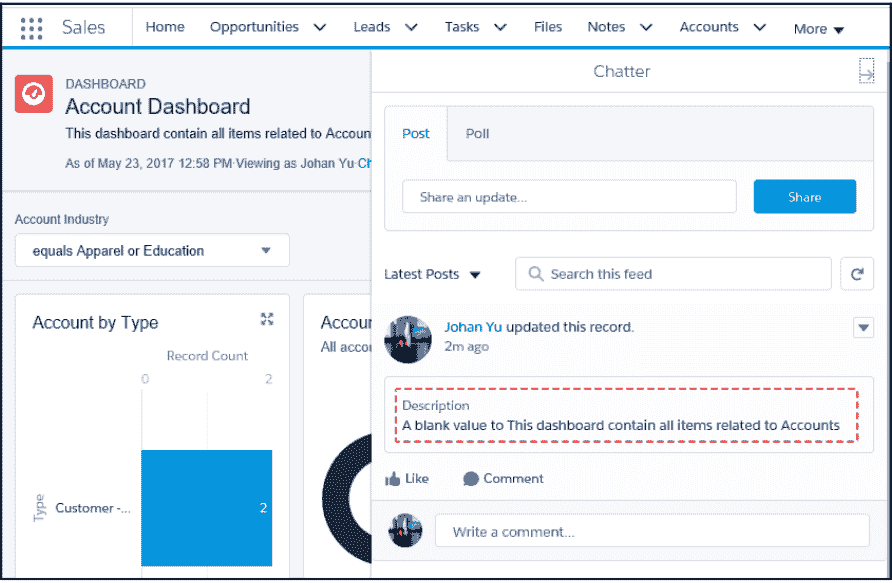 Sales Home Opportunities Leads Tasks Files Notes Accounts More
DASHBOARD
Account Dashboard
This dashboard contain all items related to Accoun
As of May 23, 2017 12:58 PM·Viewing as Johan Yu·Ch
Account Industry
equals Apparel or Education
Account by Type
Record Count
0 2
Type
Customer -...
2
Accou
All accou
Chatter
Post Poll
Share an update...
Share
Latest Posts
Search this feed
Johan Yu updated this record.
2m ago
Description
A blank value to This dashboard contain all items related to Accounts
Like Comment
Write a comment...